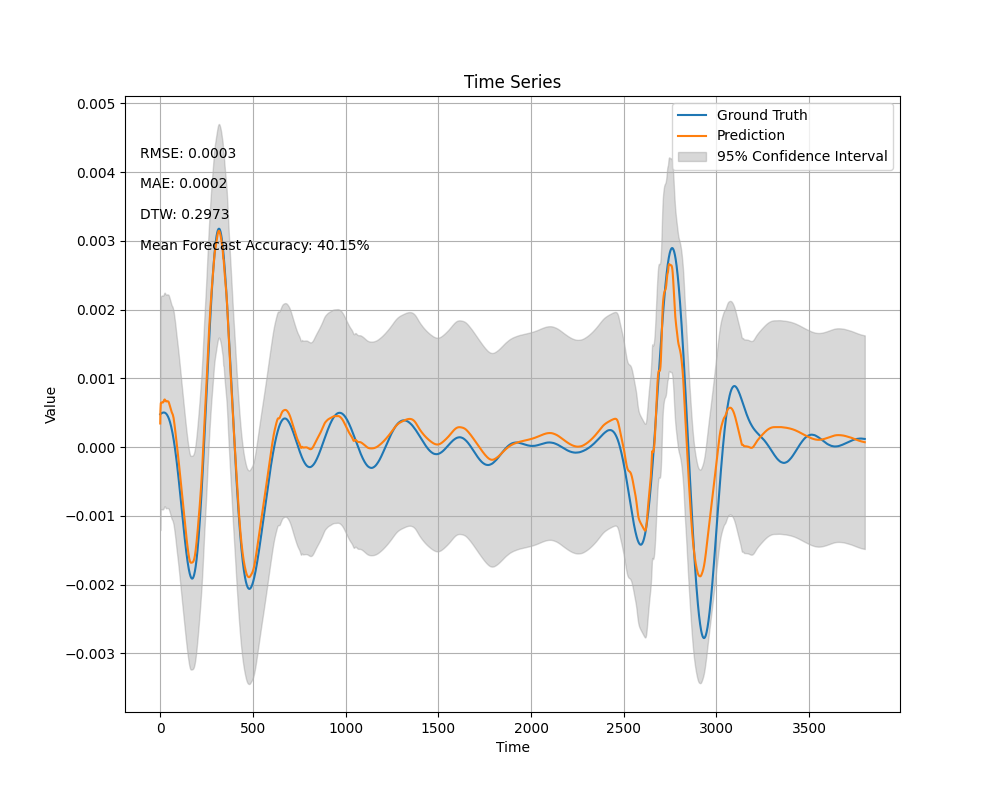 Time Series
0.005
0.004
0.003
0.002
0.001
0.000
−0.001
−0.002
−0.003
Value
RMSE: 0.0003
MAE: 0.0002
DTW: 0.2973
Mean Forecast Accuracy: 40.15%
Ground Truth
Prediction
95% Confidence Interval
0 500 1000 1500 2000 2500 3000 3500
Time